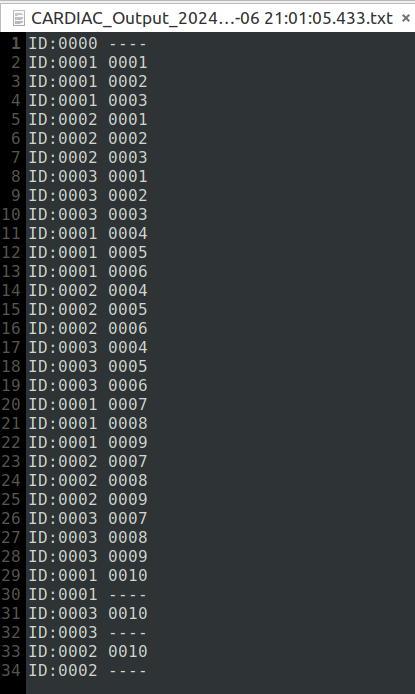 CARDIAC_Output_2024...-06 21:01:05.433.txt ×
1 ID:0000 ----
2 ID:0001 0001
3 ID:0001 0002
4 ID:0001 0003
5 ID:0002 0001
6 ID:0002 0002
7 ID:0002 0003
8 ID:0003 0001
9 ID:0003 0002
10 ID:0003 0003
11 ID:0001 0004
12 ID:0001 0005
13 ID:0001 0006
14 ID:0002 0004
15 ID:0002 0005
16 ID:0002 0006
17 ID:0003 0004
18 ID:0003 0005
19 ID:0003 0006
20 ID:0001 0007
21 ID:0001 0008
22 ID:0001 0009
23 ID:0002 0007
24 ID:0002 0008
25 ID:0002 0009
26 ID:0003 0007
27 ID:0003 0008
28 ID:0003 0009
29 ID:0001 0010
30 ID:0001 ----
31 ID:0003 0010
32 ID:0003 ----
33 ID:0002 0010
34 ID:0002 ----